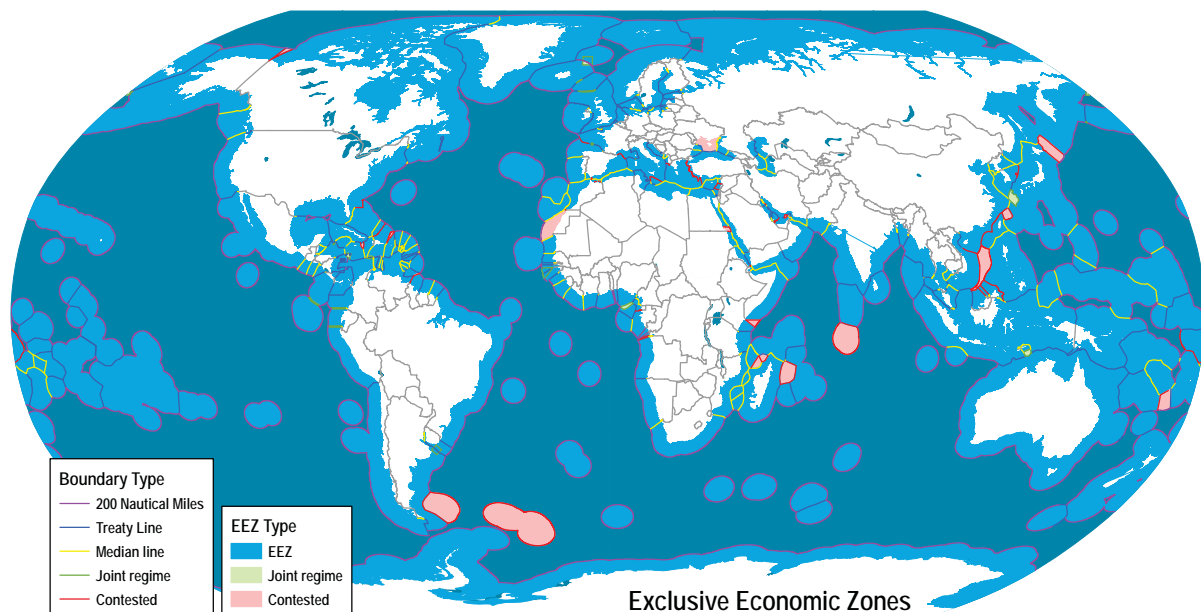 Boundary Type
200 Nautical Miles
Treaty Line
Median line
Joint regime
Contested
EEZ Type
EEZ
Joint regime
Contested
Exclusive Economic Zones